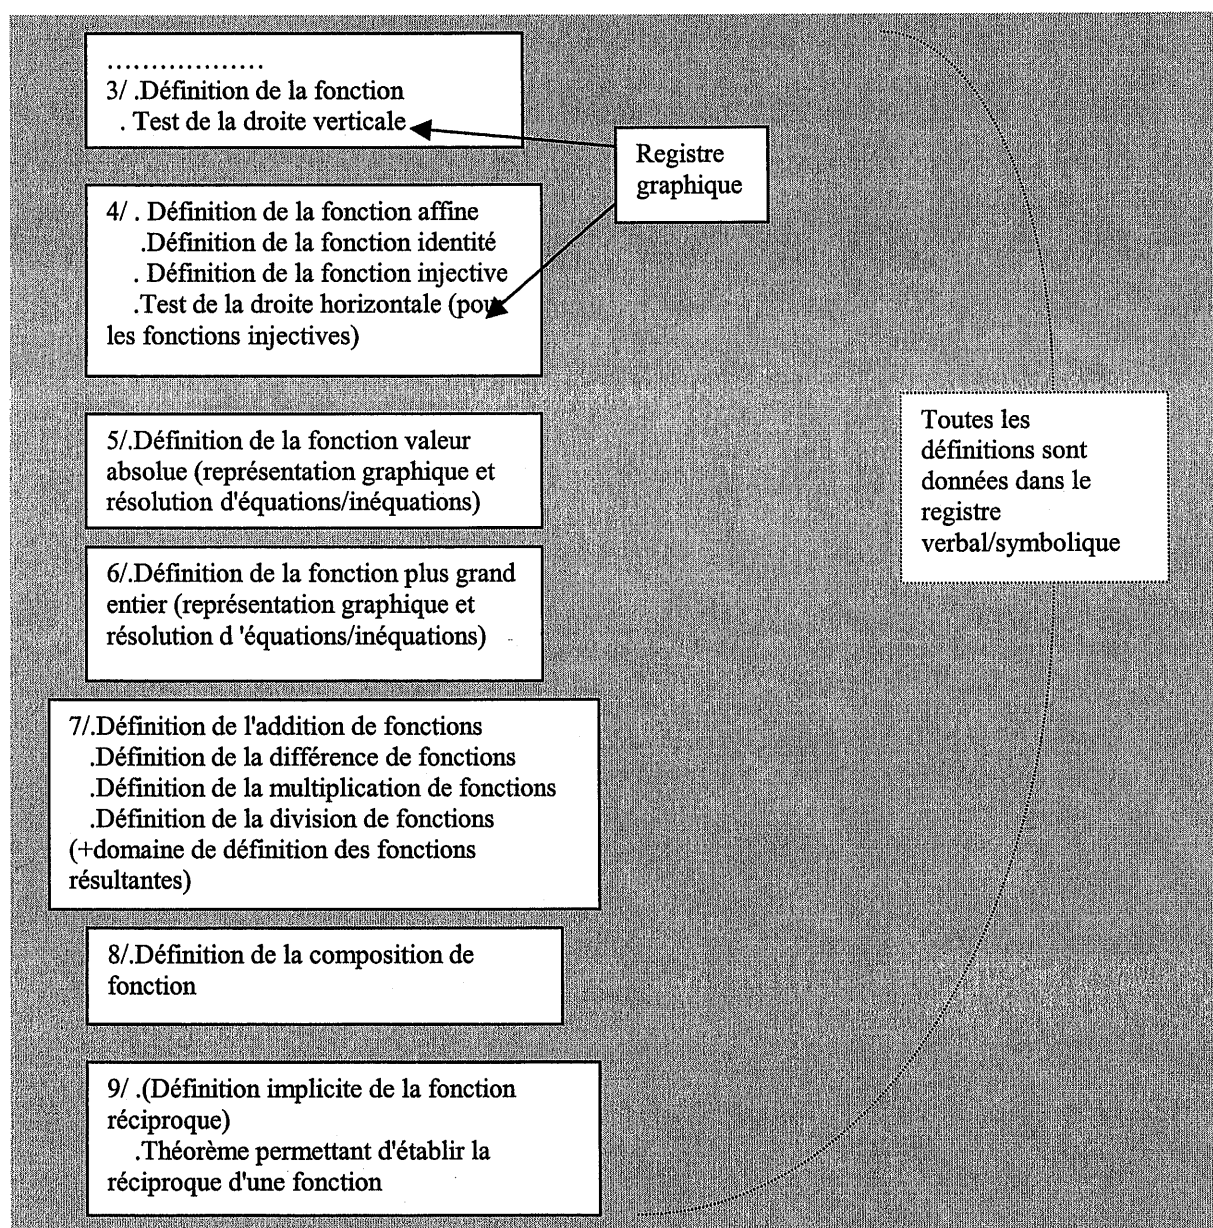 ..................
3/ .Définition de la fonction
. Test de la droite verticale
Registre
graphique
4/ . Définition de la fonction affine
.Définition de la fonction identité
. Définition de la fonction injective
.Test de la droite horizontale (pour
les fonctions injectives)
5/.Définition de la fonction valeur
absolue (représentation graphique et
résolution d'équations/inéquations)
Toutes les
définitions sont
données dans le
registre
verbal/symbolique
6/.Définition de la fonction plus grand
entier (représentation graphique et
résolution d 'équations/inéquations)
7/.Définition de l'addition de fonctions
.Définition de la différence de fonctions
.Définition de la multiplication de fonctions
.Définition de la division de fonctions
(+domaine de définition des fonctions
résultantes)
8/.Définition de la composition de
fonction
9/ .(Définition implicite de la fonction
réciproque)
.Théorème permettant d'établir la
réciproque d'une fonction